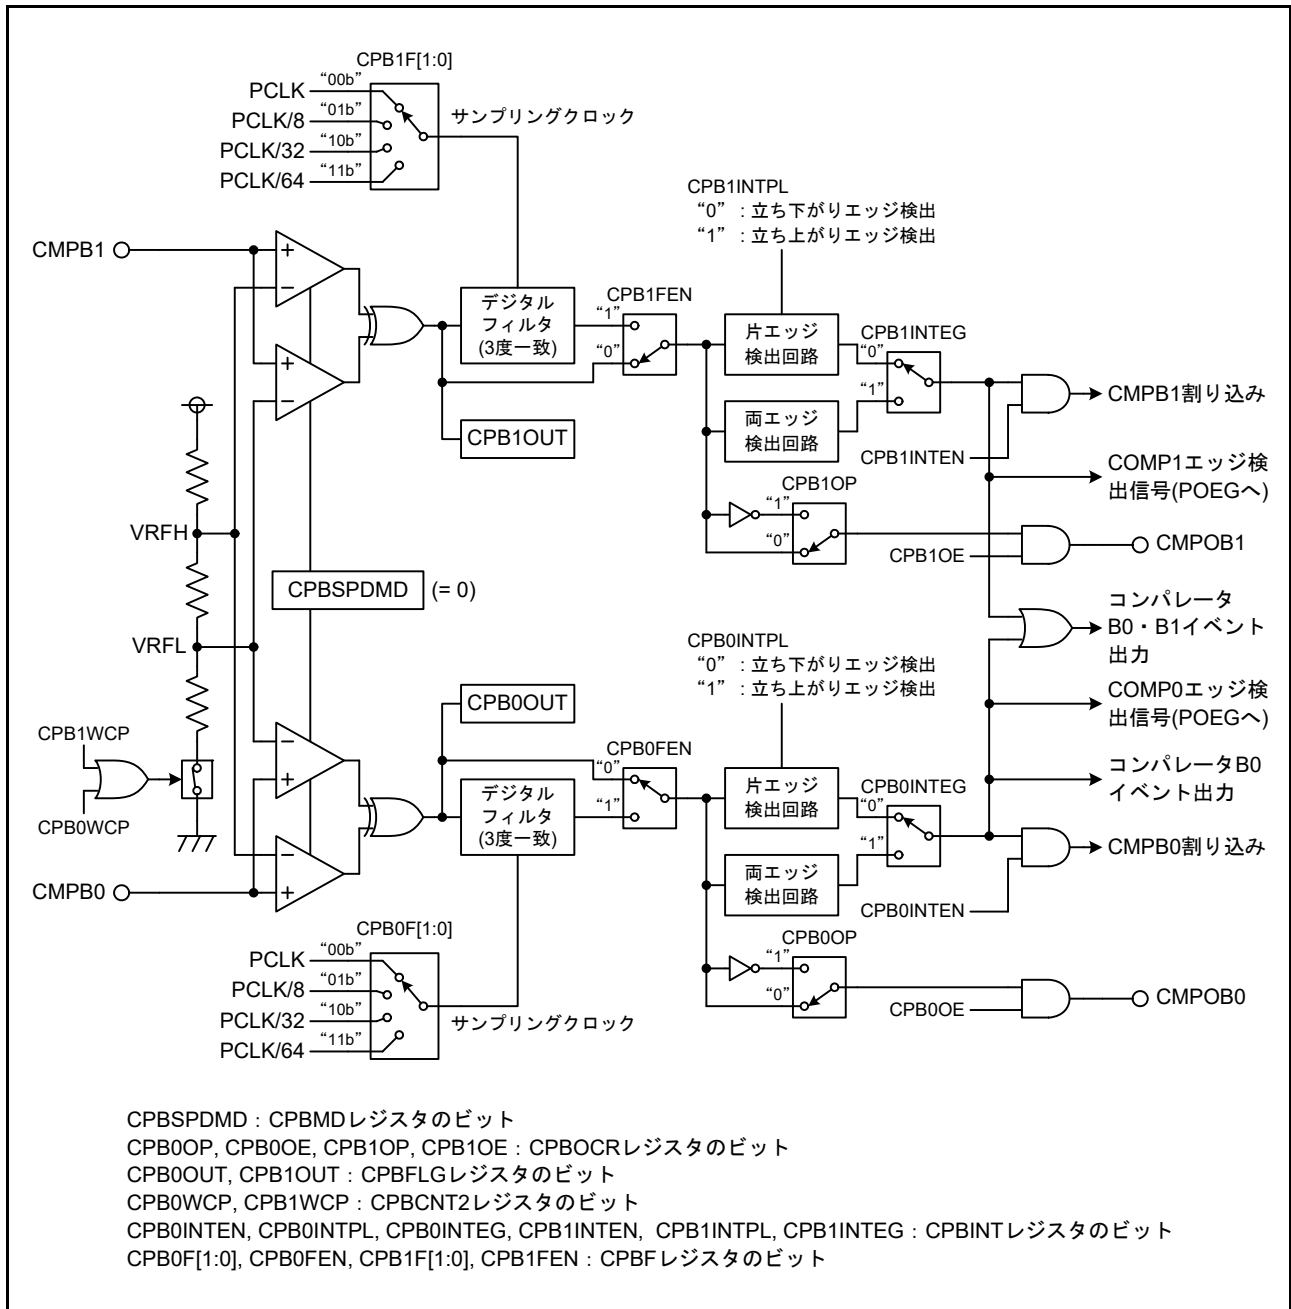 CPB1F[1:0]
PCLK
“00b”
PCLK/8
“01b”
PCLK/32
“10b”
PCLK/64
“11b”
サンプリングクロック
CPB1INTPL
“0” : 立ち下がりエッジ検出
“1” : 立ち上がりエッジ検出
CMPB1
+
−
+
−
デジタル
フィルタ
(3度一致)
CPB1FEN
“1”
“0”
CPB1OUT
片エッジ
検出回路
両エッジ
検出回路
CPB1INTEG
“0”
“1”
CPB1INTEN
CMPB1割り込み
COMP1エッジ検
出信号(POEGへ)
CPB1OP
“1”
“0”
CPB1OE
CMPOB1
VRFH
VRFL
CPBSPDMD
(= 0)
コンパレータ
B0・B1イベント
出力
CPB0INTPL
“0” : 立ち下がりエッジ検出
“1” : 立ち上がりエッジ検出
COMP0エッジ検
出信号(POEGへ)
コンパレータB0
イベント出力
CPB0OUT
CPB1WCP
CPB0WCP
−
+
−
+
CMPB0
デジタル
フィルタ
(3度一致)
CPB0FEN
“0”
“1”
片エッジ
検出回路
両エッジ
検出回路
CPB0INTEG
“0”
“1”
CMPB0割り込み
CPB0INTEN
CPB0F[1:0]
PCLK
“00b”
PCLK/8
“01b”
PCLK/32
“10b”
PCLK/64
“11b”
サンプリングクロック
CPB0OP
“1”
“0”
CPB0OE
CMPOB0
CPBSPDMD : CPBMDレジスタのビット
CPB0OP, CPB0OE, CPB1OP, CPB1OE : CPBOCRレジスタのビット
CPB0OUT, CPB1OUT : CPBFLGレジスタのビット
CPB0WCP, CPB1WCP : CPBCNT2レジスタのビット
CPB0INTEN, CPB0INTPL, CPB0INTEG, CPB1INTEN, CPB1INTPL, CPB1INTEG : CPBINTレジスタのビット
CPB0F[1:0], CPB0FEN, CPB1F[1:0], CPB1FEN : CPBFレジスタのビット